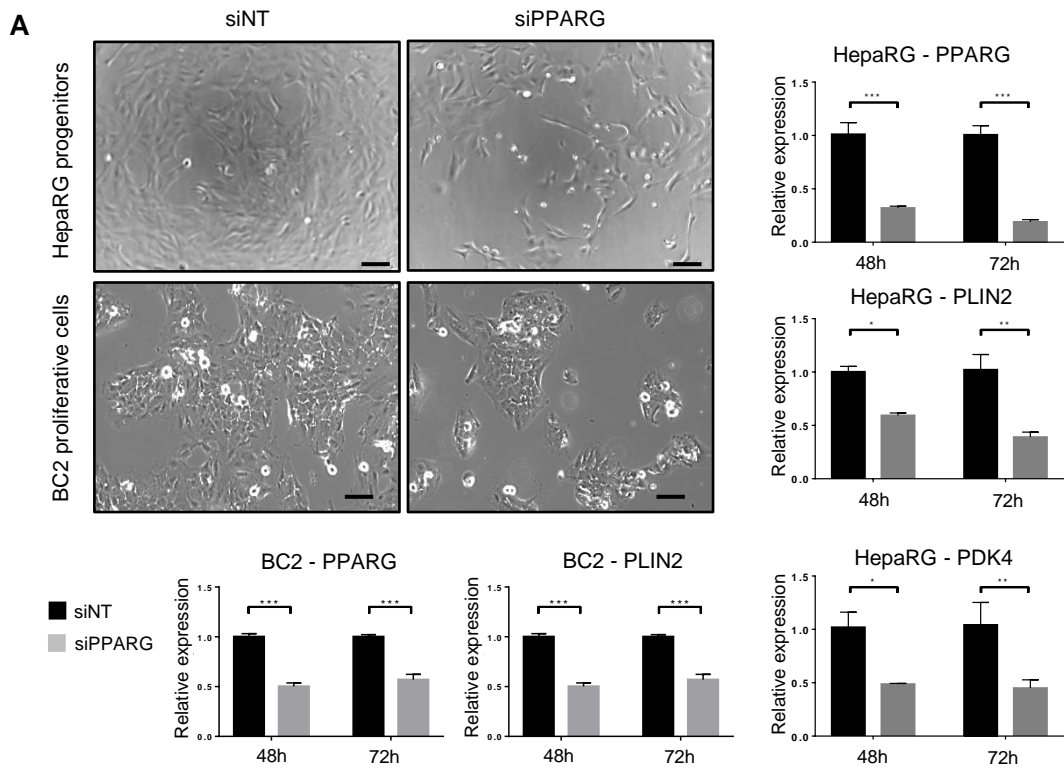 A
siNT
siPPARG
HepaRG progenitors
BC2 proliferative cells
HepaRG - PPARG
Relative expression
1.5
1.0
0.5
0.0
***
***
48h
72h
HepaRG - PLIN2
Relative expression
1.5
1.0
0.5
0.0
*
**
48h
72h
BC2 - PPARG
Relative expression
1.5
1.0
0.5
0.0
***
***
48h
72h
BC2 - PLIN2
Relative expression
1.5
1.0
0.5
0.0
***
***
48h
72h
HepaRG - PDK4
Relative expression
1.5
1.0
0.5
0.0
*
**
48h
72h
siNT
siPPARG